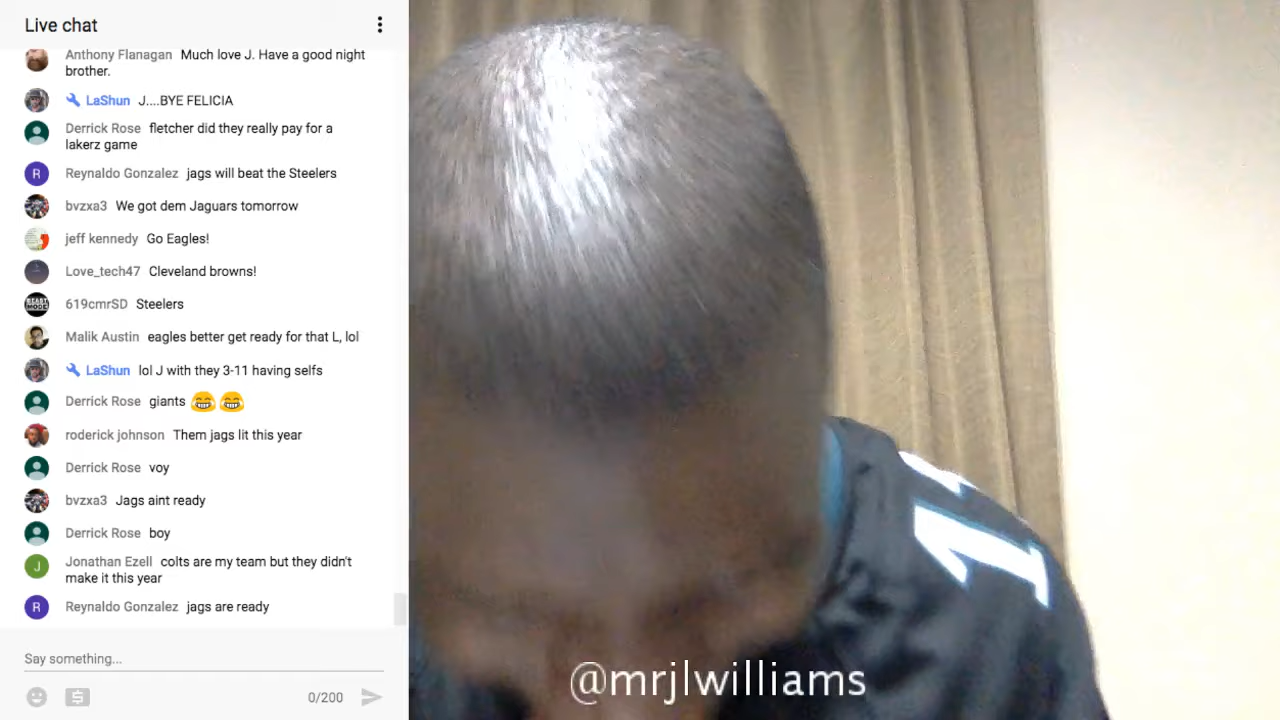 Live chat
Anthony Flanagan Much love J. Have a good night
brother.
LaShun J....BYE FELICIA
Derrick Rose fletcher did they really pay for a
lakerz game
R Reynaldo Gonzalez jags will beat the Steelers
bvzxa3 We got dem Jaguars tomorrow
jeff kennedy Go Eagles!
Love_tech47 Cleveland browns!
619cmrSD Steelers
Malik Austin eagles better get ready for that L, lol
LaShun lol J with they 3-11 having selfs
Derrick Rose giants 😂 😂
roderick johnson Them jags lit this year
Derrick Rose voy
bvzxa3 Jags aint ready
Derrick Rose boy
J Jonathan Ezell colts are my team but they didn't
make it this year
R Reynaldo Gonzalez jags are ready
Say something...
$ 0/200
@mrjlwilliams